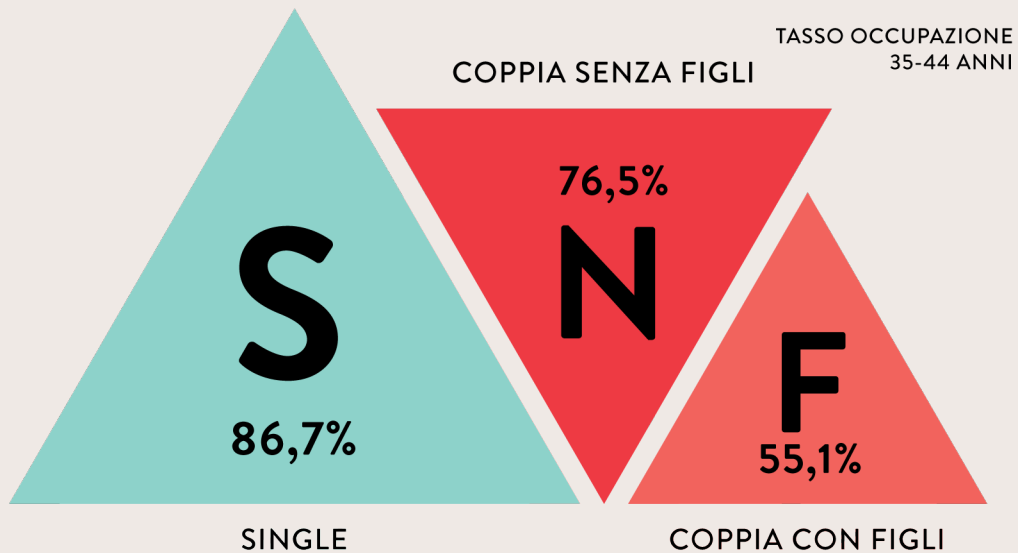 TASSO OCCUPAZIONE
35-44 ANNI
COPPIA SENZA FIGLI
76,5%
N
S
86,7%
F
55,1%
SINGLE
COPPIA CON FIGLI